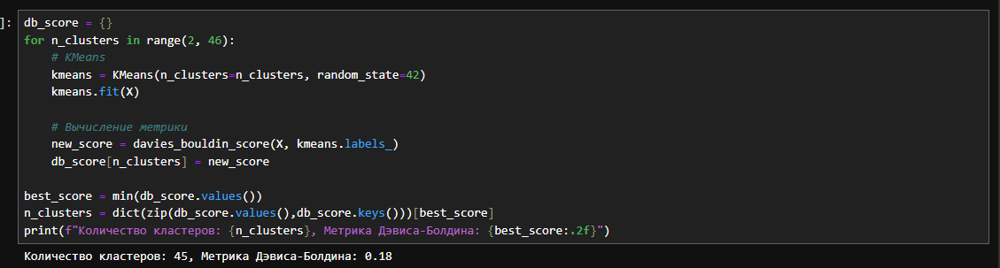 ]: db_score = {}
for n_clusters in range(2, 46):
    # KMeans
    kmeans = KMeans(n_clusters=n_clusters, random_state=42)
    kmeans.fit(X)

    # Вычисление метрики
    new_score = davies_bouldin_score(X, kmeans.labels_)
    db_score[n_clusters] = new_score

best_score = min(db_score.values())
n_clusters = dict(zip(db_score.values(),db_score.keys()))[best_score]
print(f"Количество кластеров: {n_clusters}, Метрика Дэвиса-Болдина: {best_score:.2f}")
Количество кластеров: 45, Метрика Дэвиса-Болдина: 0.18